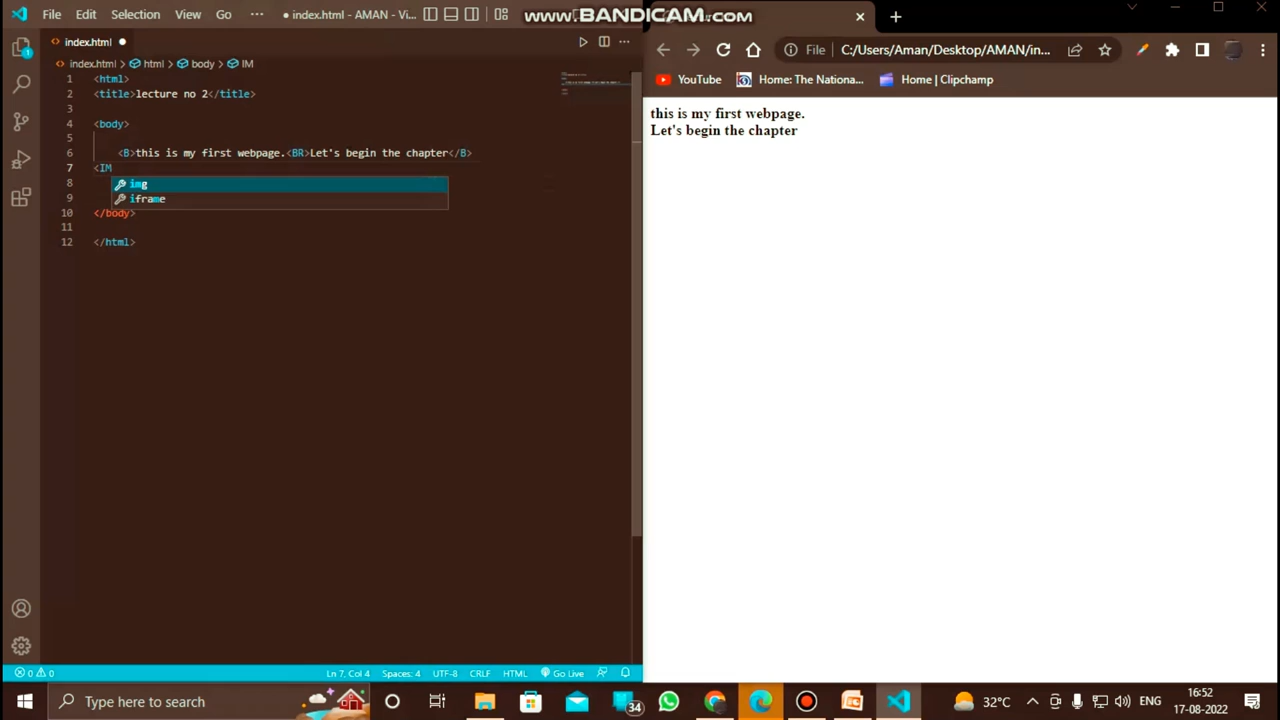 File Edit Selection View Go ··· ● index.html - AMAN - Vi...
www.BANDICAM.com
index.html ●
index.html > html > body > IM
1 <html>
2 <title>lecture no 2</title>
3
4 <body>
5
6 <B>this is my first webpage.<BR>Let's begin the chapter</B>
7 <IM
8 img
9 iframe
10 </body>
11
12 </html>
0 0 Ln 7, Col 4 Spaces: 4 UTF-8 CRLF HTML Go Live
File C:/Users/Aman/Desktop/AMAN/in...
YouTube Home: The Nationa... Home | Clipchamp
this is my first webpage.
Let's begin the chapter
Type here to search
34
32°C ENG 16:52
17-08-2022